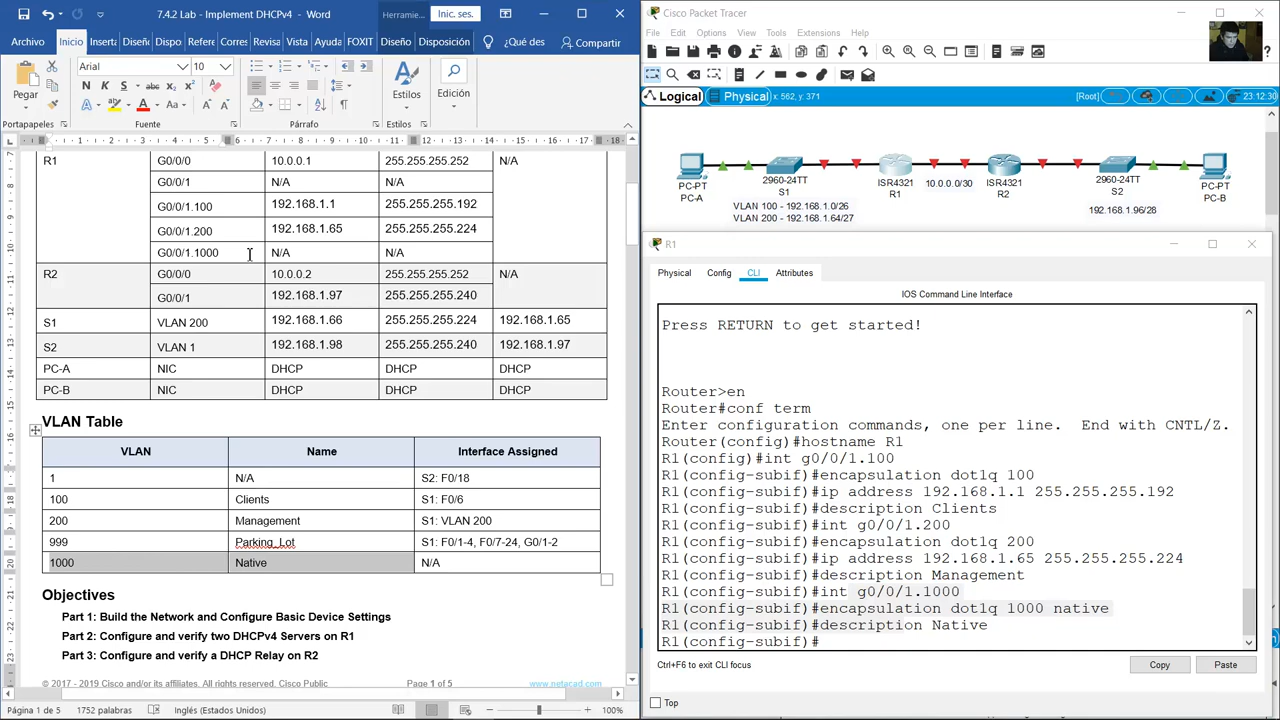 7.4.2 Lab - Implement DHCPv4 - Word
Herramie...
Inic. ses.
Archivo
Inicio
Diseño
Disposición
FOXIT
Vista
¿Qué des
Compartir
Arial
10
Pegar
Estilos
Edición
N
K
S
A
Aa
Portapapeles
Fuente
Párrafo
Estilos
R1 G0/0/0 10.0.0.1 255.255.255.252 N/A
G0/0/1 N/A N/A
G0/0/1.100 192.168.1.1 255.255.255.192
G0/0/1.200 192.168.1.65 255.255.255.224
G0/0/1.1000 N/A N/A
R2 G0/0/0 10.0.0.2 255.255.255.252 N/A
G0/0/1 192.168.1.97 255.255.255.240
S1 VLAN 200 192.168.1.66 255.255.255.224 192.168.1.65
S2 VLAN 1 192.168.1.98 255.255.255.240 192.168.1.97
PC-A NIC DHCP DHCP DHCP
PC-B NIC DHCP DHCP DHCP
VLAN Table
VLAN Name Interface Assigned
1 N/A S2: F0/18
100 Clients S1: F0/6
200 Management S1: VLAN 200
999 Parking_Lot S1: F0/1-4, F0/7-24, G0/1-2
1000 Native N/A
Objectives
Part 1: Build the Network and Configure Basic Device Settings
Part 2: Configure and verify two DHCPv4 Servers on R1
Part 3: Configure and verify a DHCP Relay on R2
2017 - 2019 Cisco and/or its affiliates. All rights reserved. Cisco Public Page 1 of 5 www.netacad.com
Página 1 de 5 1752 palabras Inglés (Estados Unidos) 100%
Cisco Packet Tracer
File Edit Options View Tools Extensions Help
Logical Physical x: 562, y: 371 [Root] 23:12:30
PC-PT
PC-A
2960-24TT
S1
ISR4321
R1
10.0.0.0/30
ISR4321
R2
2960-24TT
S2
PC-PT
PC-B
VLAN 100 - 192.168.1.0/26
VLAN 200 - 192.168.1.64/27
192.168.1.96/28
R1
Physical Config CLI Attributes
IOS Command Line Interface
Press RETURN to get started!
Router>en
Router#conf term
Enter configuration commands, one per line. End with CNTL/Z.
Router(config)#hostname R1
R1(config)#int g0/0/1.100
R1(config-subif)#encapsulation dot1q 100
R1(config-subif)#ip address 192.168.1.1 255.255.255.192
R1(config-subif)#description Clients
R1(config-subif)#int g0/0/1.200
R1(config-subif)#encapsulation dot1q 200
R1(config-subif)#ip address 192.168.1.65 255.255.255.224
R1(config-subif)#description Management
R1(config-subif)#int g0/0/1.1000
R1(config-subif)#encapsulation dot1q 1000 native
R1(config-subif)#description Native
R1(config-subif)#
Ctrl+F6 to exit CLI focus
Copy
Paste
Top